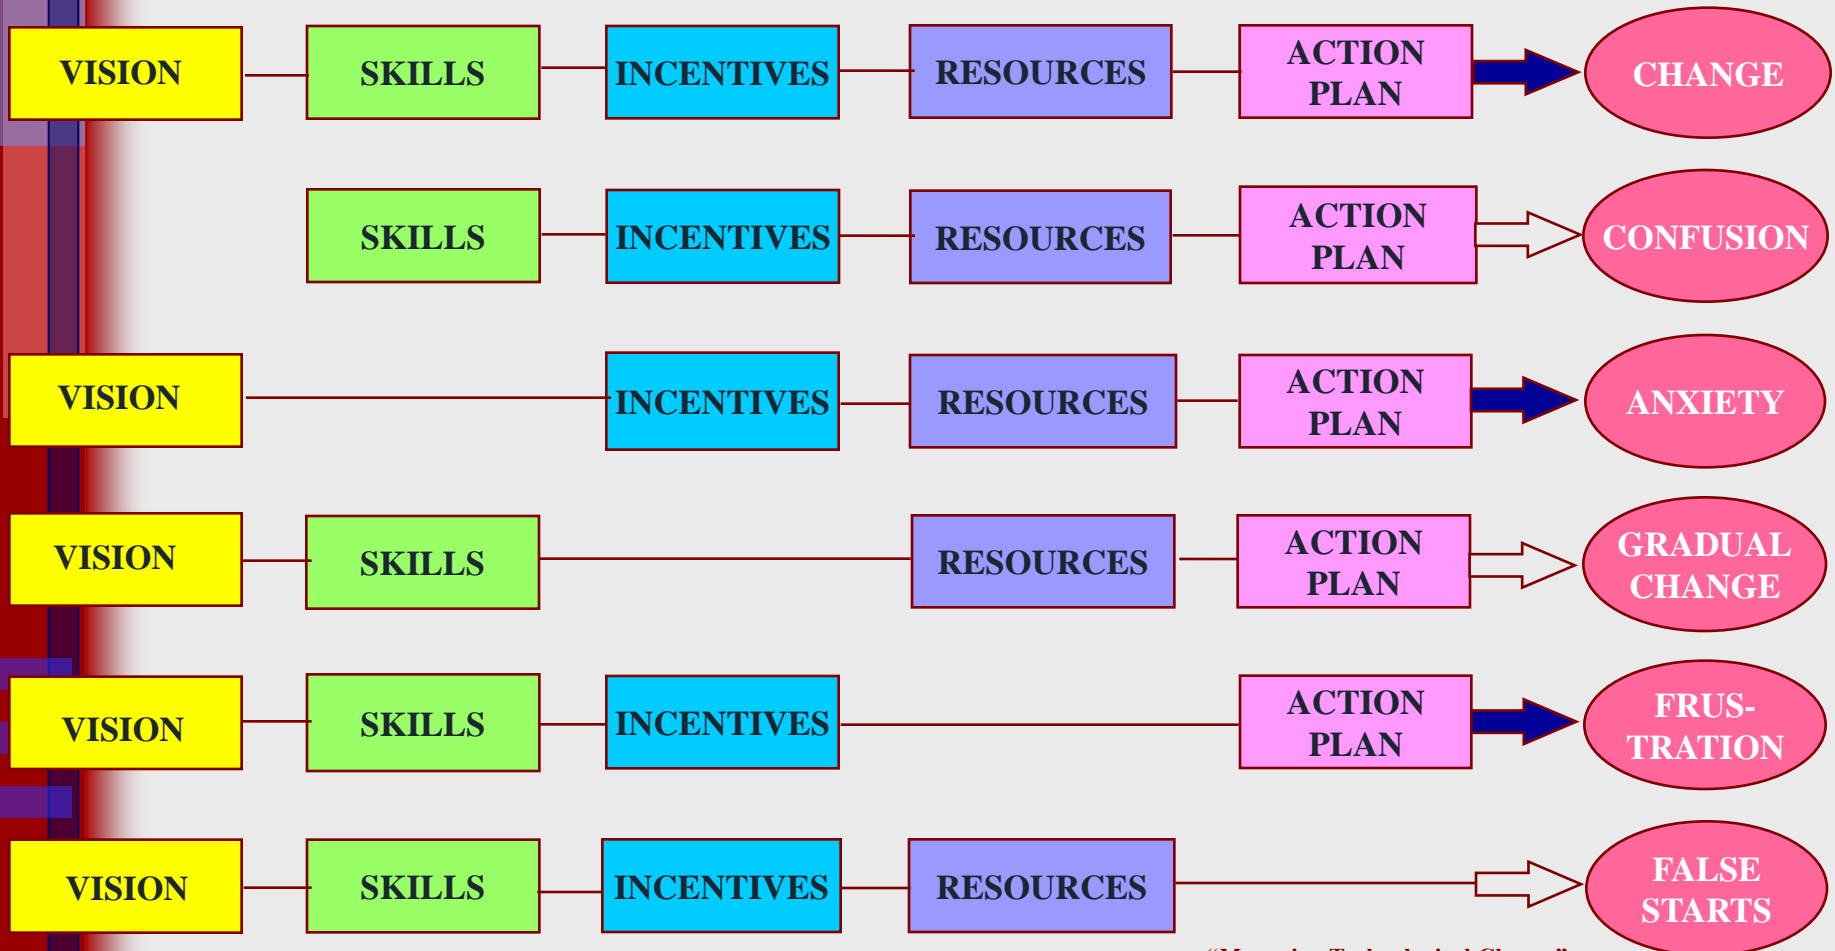 VISION
SKILLS
INCENTIVES
RESOURCES
ACTION
PLAN
CHANGE
SKILLS
INCENTIVES
RESOURCES
ACTION
PLAN
CONFUSION
VISION
INCENTIVES
RESOURCES
ACTION
PLAN
ANXIETY
VISION
SKILLS
RESOURCES
ACTION
PLAN
GRADUAL
CHANGE
VISION
SKILLS
INCENTIVES
ACTION
PLAN
FRUS-
TRATION
VISION
SKILLS
INCENTIVES
RESOURCES
FALSE
STARTS